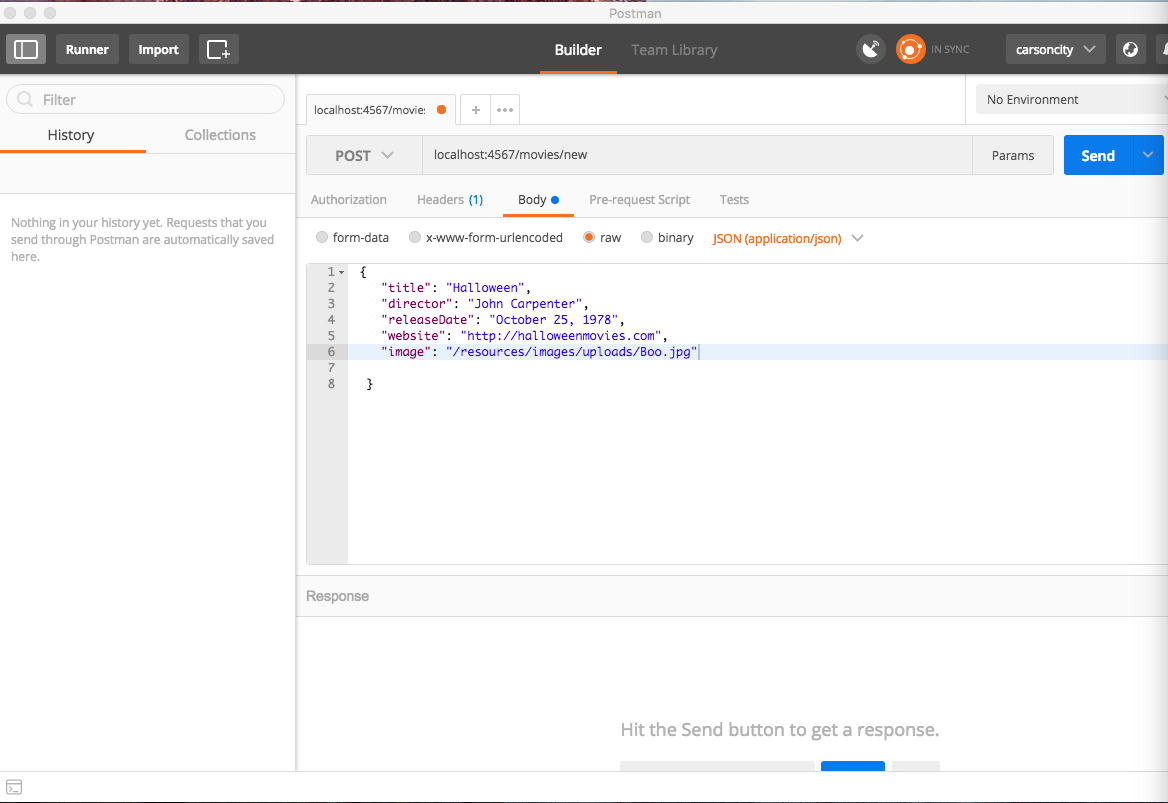 Postman
Runner
Import
Builder
Team Library
IN SYNC
carsoncity
Filter
History
Collections
Nothing in your history yet. Requests that you
send through Postman are automatically saved
here.
localhost:4567/movie
No Environment
POST
localhost:4567/movies/new
Params
Send
Authorization
Headers (1)
Body
Pre-request Script
Tests
form-data
x-www-form-urlencoded
raw
binary
JSON (application/json)
1 {
2 "title": "Halloween",
3 "director": "John Carpenter",
4 "releaseDate": "October 25, 1978",
5 "website": "http://halloweenmovies.com",
6 "image": "/resources/images/uploads/Boo.jpg"
7
8 }
Response
Hit the Send button to get a response.